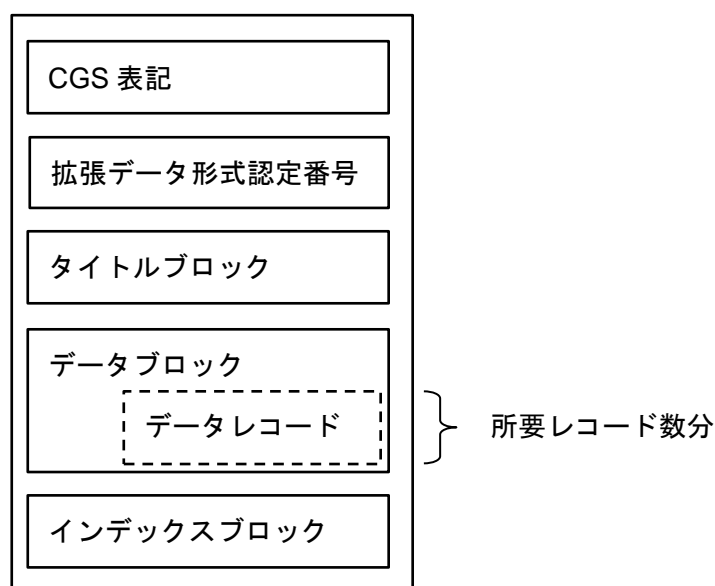 CGS 表記
拡張データ形式認定番号
タイトルブロック
データブロック
データレコード
所要レコード数分
インデックスブロック